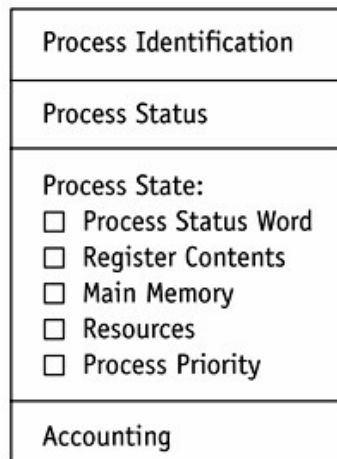 Process Identification
Process Status
Process State:
Process Status Word
Register Contents
Main Memory
Resources
Process Priority
Accounting